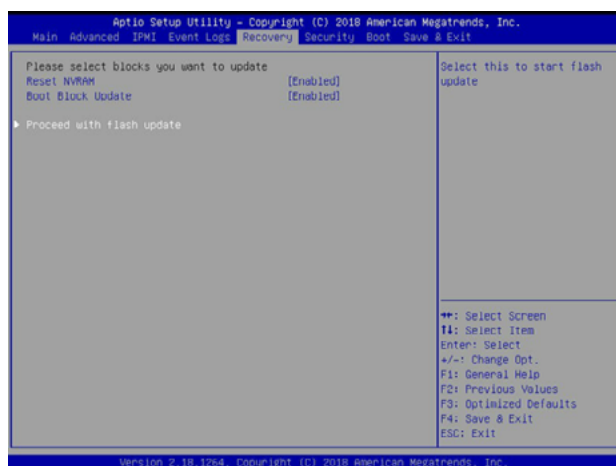 Aptio Setup Utility – Copyright (C) 2018 American Megatrends, Inc.
Main Advanced IPMI Event Logs Recovery Security Boot Save & Exit
Please select blocks you want to update
Reset NVRAM [Enabled]
Boot Block Update [Enabled]
Proceed with flash update
Select this to start flash
update
→←: Select Screen
↑↓: Select Item
Enter: Select
+/-: Change Opt.
F1: General Help
F2: Previous Values
F3: Optimized Defaults
F4: Save & Exit
ESC: Exit
Version 2.18.1264. Copyright (C) 2018 American Megatrends, Inc.